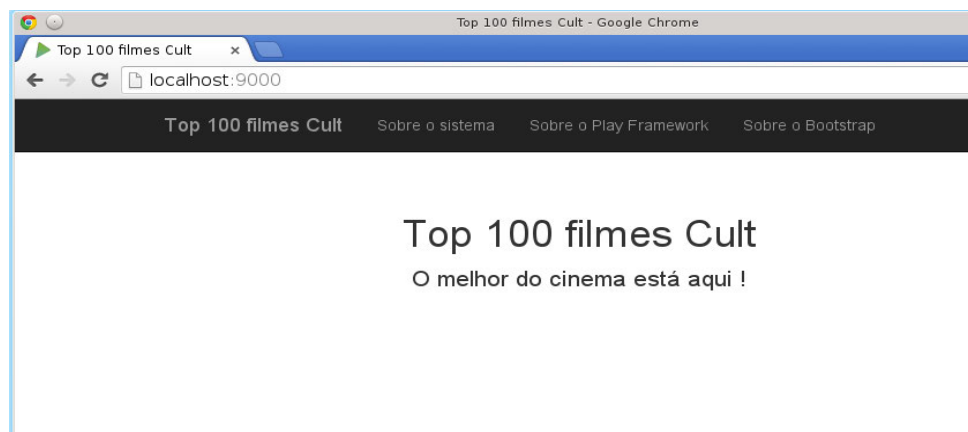 Top 100 filmes Cult - Google Chrome
Top 100 filmes Cult ×
localhost:9000
Top 100 filmes Cult Sobre o sistema Sobre o Play Framework Sobre o Bootstrap
Top 100 filmes Cult
O melhor do cinema está aqui !